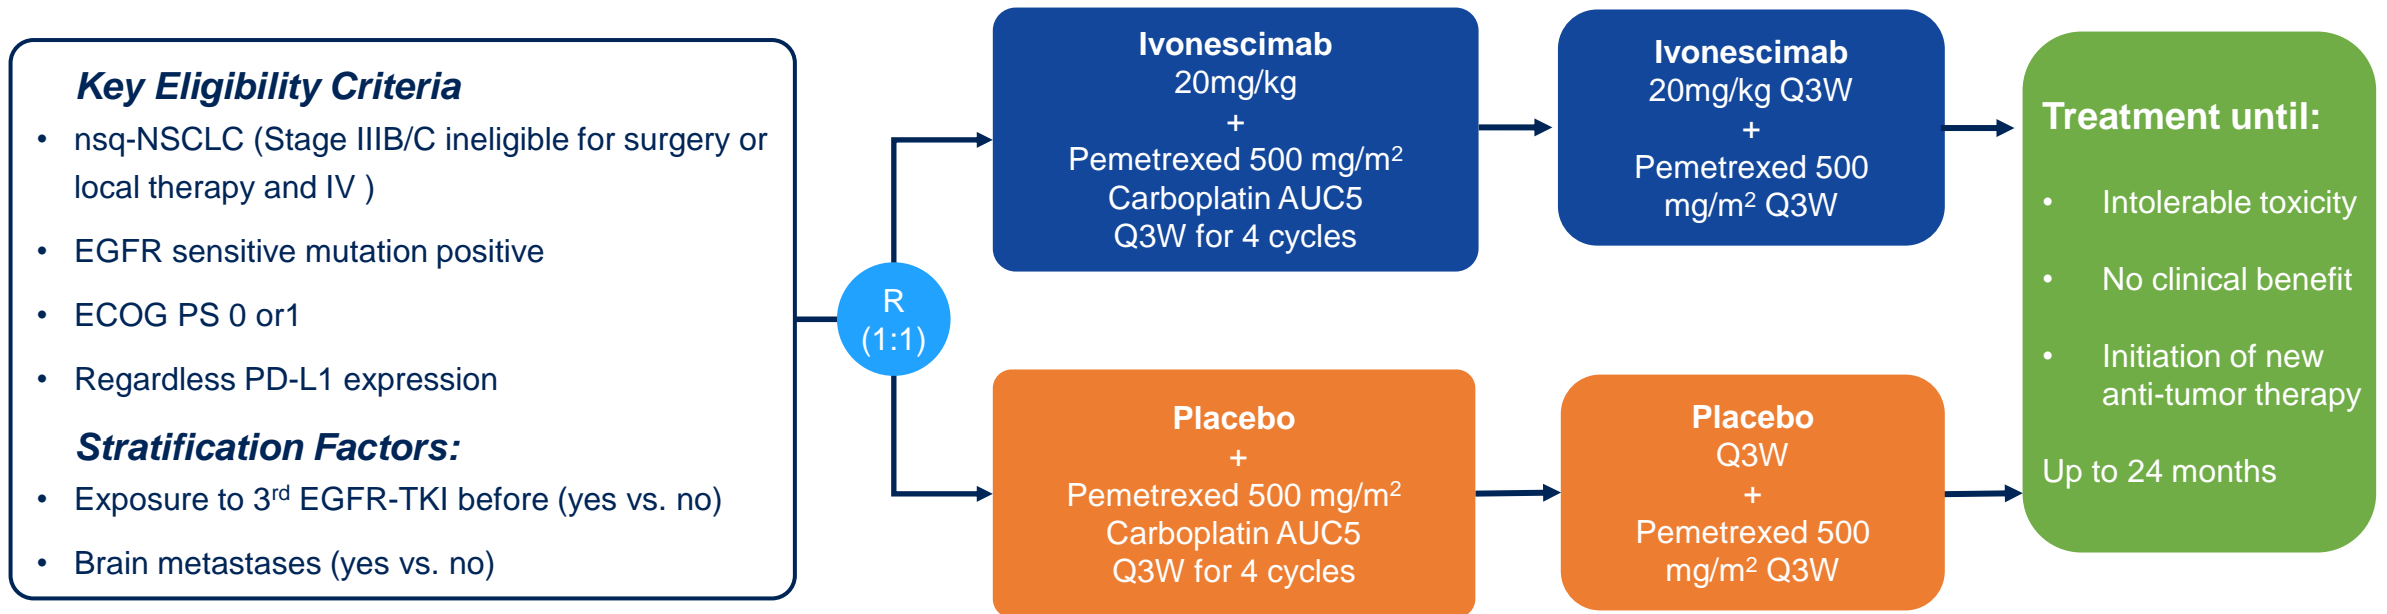 Key Eligibility Criteria
• nsq-NSCLC (Stage IIIB/C ineligible for surgery or
local therapy and IV )
• EGFR sensitive mutation positive
• ECOG PS 0 or1
• Regardless PD-L1 expression
Stratification Factors:
• Exposure to 3rd EGFR-TKI before (yes vs. no)
• Brain metastases (yes vs. no)
R
(1:1)
Ivonescimab
20mg/kg
+
Pemetrexed 500 mg/m²
Carboplatin AUC5
Q3W for 4 cycles
Ivonescimab
20mg/kg Q3W
+
Pemetrexed 500
mg/m² Q3W
Placebo
+
Pemetrexed 500 mg/m²
Carboplatin AUC5
Q3W for 4 cycles
Placebo
Q3W
+
Pemetrexed 500
mg/m² Q3W
Treatment until:
• Intolerable toxicity
• No clinical benefit
• Initiation of new
anti-tumor therapy
Up to 24 months